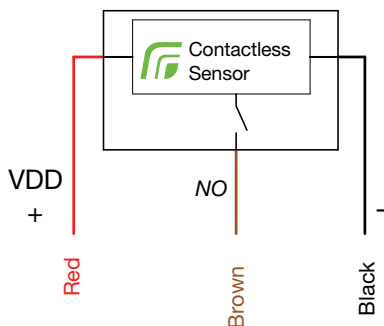 Contactless
Sensor
VDD
+
NO
-
Red
Brown
Black